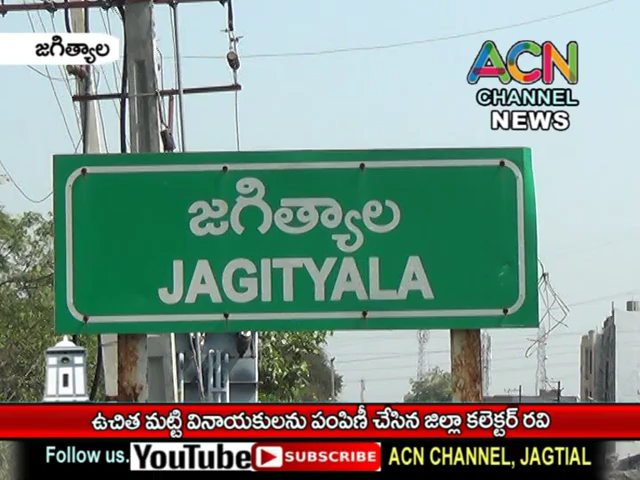 జగిత్యాల
ACN
CHANNEL
NEWS
జగిత్యాల
JAGITYALA
ఉచిత మట్టి వినాయకులను పంపిణీ చేసిన జిల్లా కలెక్టర్ రవి
Follow us. YouTube SUBSCRIBE ACN CHANNEL, JAGTIAL